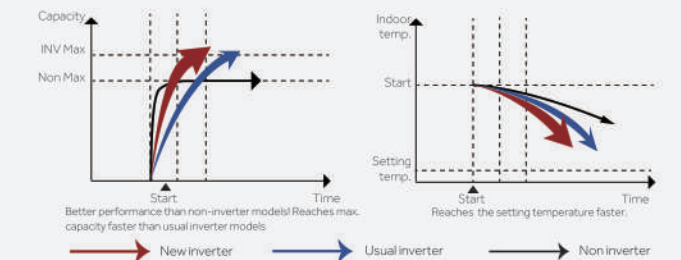 Capacity
INV Max
Non Max
Start
Time
Better performance than non-inverter models! Reaches max.
capacity faster than usual inverter models
Indoor
temp.
Start
Setting
temp.
Start
Time
Reaches the setting temperature faster.
New inverter
Usual inverter
Non inverter